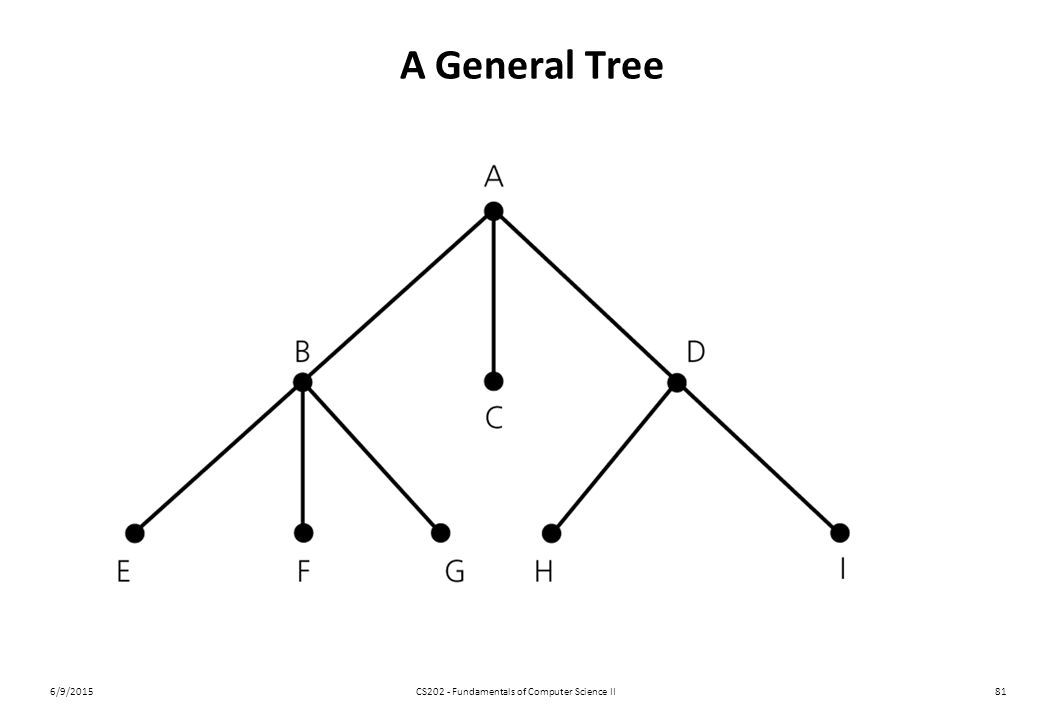 A General Tree
A
B
D
C
E
F
G
H
I
6/9/2015
CS202 - Fundamentals of Computer Science II
81